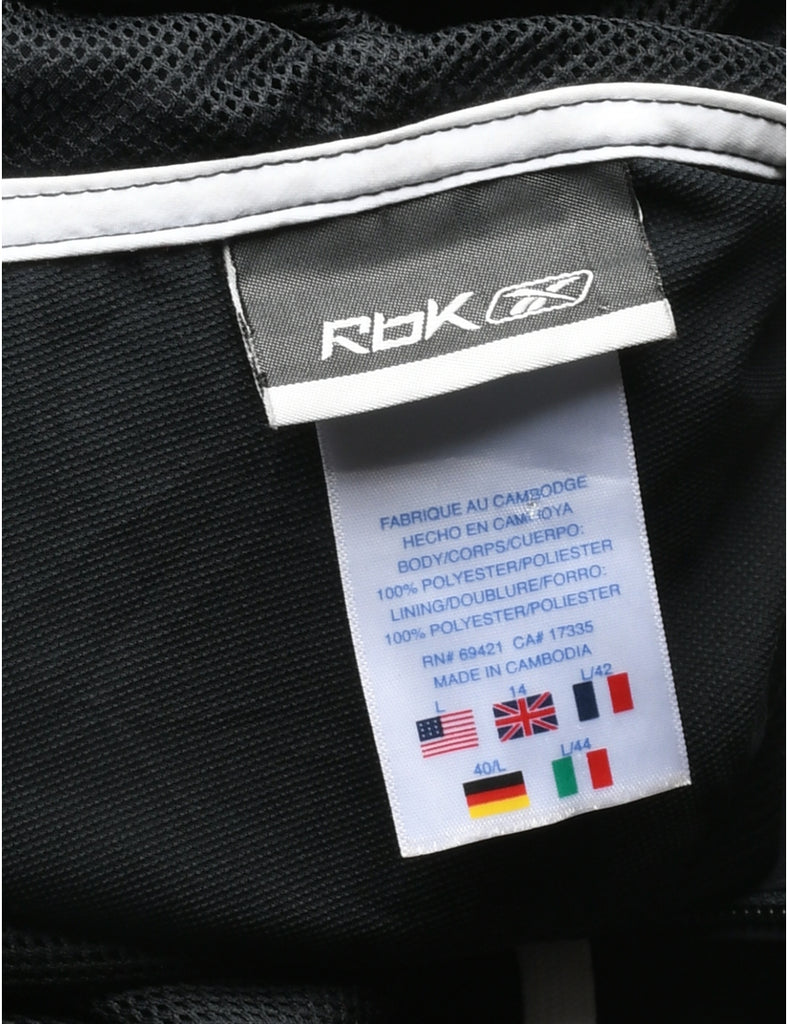 Rbk
FABRIQUE AU CAMBODGE
HECHO EN CAMBOYA
BODY/CORPS/CUERPO:
100% POLYESTER/POLIESTER
LINING/DOUBLURE/FORRO:
100% POLYESTER/POLIESTER
RN# 69421 CA# 17335
MADE IN CAMBODIA
L 14 L/42
40/L L/44